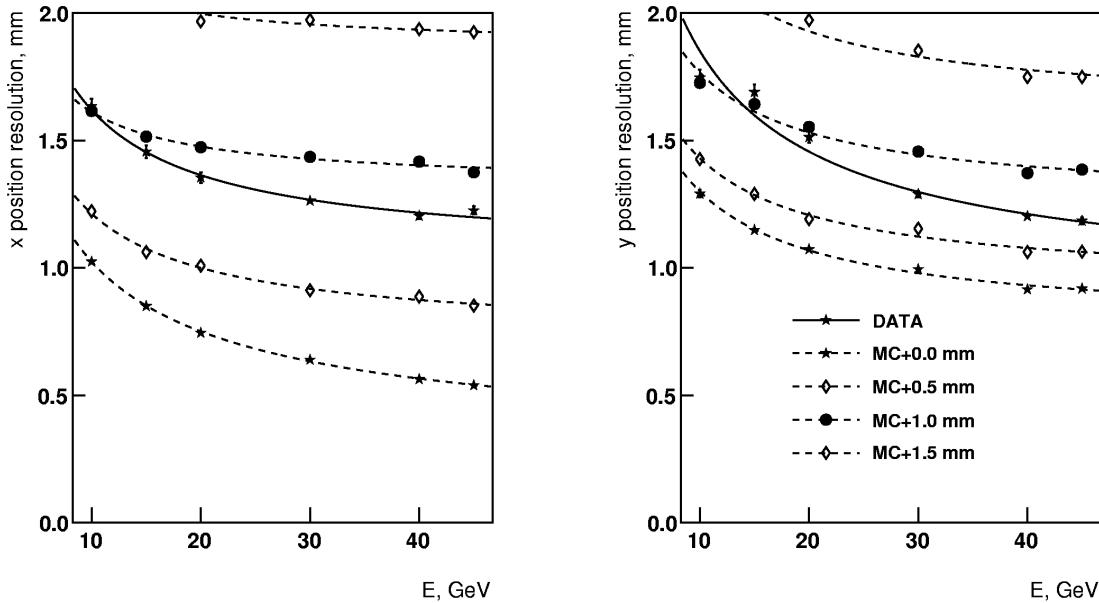 x position resolution, mm
2.0
1.5
1.0
0.5
0.0
10 20 30 40
E, GeV
y position resolution, mm
2.0
1.5
1.0
0.5
0.0
DATA
MC+0.0 mm
MC+0.5 mm
MC+1.0 mm
MC+1.5 mm
10 20 30 40
E, GeV